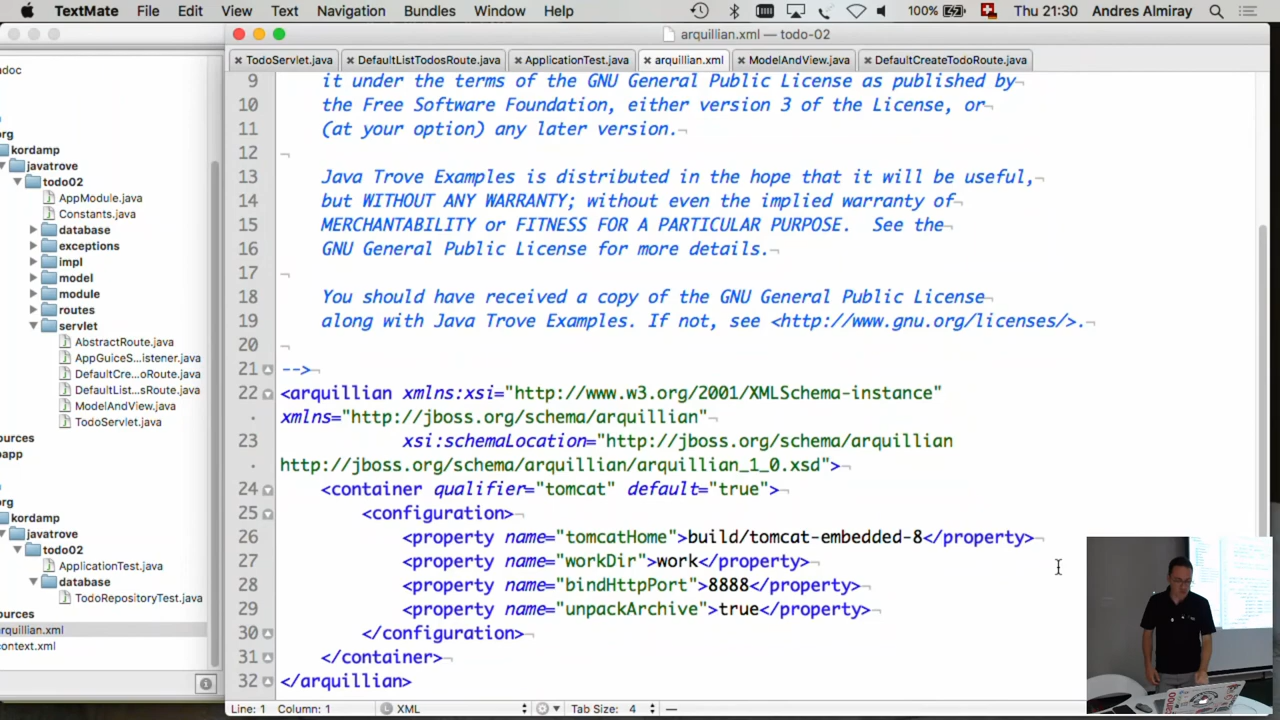 TextMate File Edit View Text Navigation Bundles Window Help 100% Thu 21:30 Andres Almiray
arquillian.xml — todo-02
TodoServlet.java DefaultListTodosRoute.java ApplicationTest.java arquillian.xml ModelAndView.java DefaultCreateTodoRoute.java
doc
org
kordamp
javatrove
todo02
AppModule.java
Constants.java
database
exceptions
impl
model
module
routes
servlet
AbstractRoute.java
AppGuiceS...istener.java
DefaultCre...oRoute.java
DefaultList...sRoute.java
ModelAndView.java
TodoServlet.java
ources
app
org
kordamp
javatrove
todo02
ApplicationTest.java
database
TodoRepositoryTest.java
ources
arquillian.xml
context.xml
9 it under the terms of the GNU General Public License as published by
10 the Free Software Foundation, either version 3 of the License, or
11 (at your option) any later version.
12
13 Java Trove Examples is distributed in the hope that it will be useful,
14 but WITHOUT ANY WARRANTY; without even the implied warranty of
15 MERCHANTABILITY or FITNESS FOR A PARTICULAR PURPOSE.  See the
16 GNU General Public License for more details.
17
18 You should have received a copy of the GNU General Public License
19 along with Java Trove Examples. If not, see <http://www.gnu.org/licenses/>.
20
21 -->
22 <arquillian xmlns:xsi="http://www.w3.org/2001/XMLSchema-instance"
xmlns="http://jboss.org/schema/arquillian"
23 xsi:schemaLocation="http://jboss.org/schema/arquillian
http://jboss.org/schema/arquillian/arquillian_1_0.xsd">
24 <container qualifier="tomcat" default="true">
25 <configuration>
26 <property name="tomcatHome">build/tomcat-embedded-8</property>
27 <property name="workDir">work</property>
28 <property name="bindHttpPort">8888</property>
29 <property name="unpackArchive">true</property>
30 </configuration>
31 </container>
32 </arquillian>
Line: 1 Column: 1 XML Tab Size: 4 —